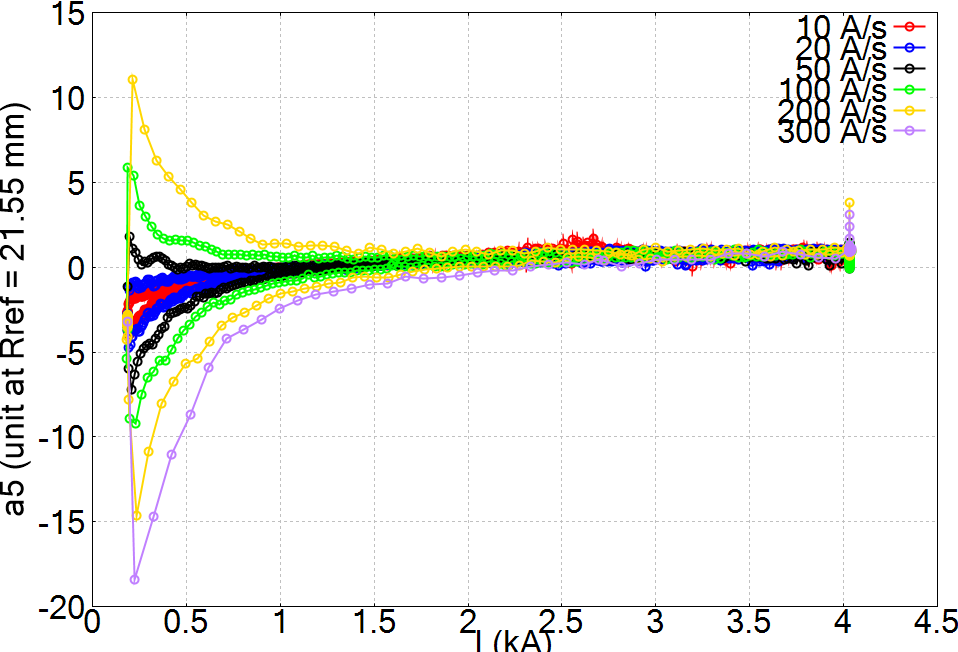 15
10
5
0
-5
-10
-15
-20
a5 (unit at Rref = 21.55 mm)
10 A/s
20 A/s
50 A/s
100 A/s
200 A/s
300 A/s
0 0.5 1 1.5 2 2.5 3 3.5 4 4.5
I (kA)